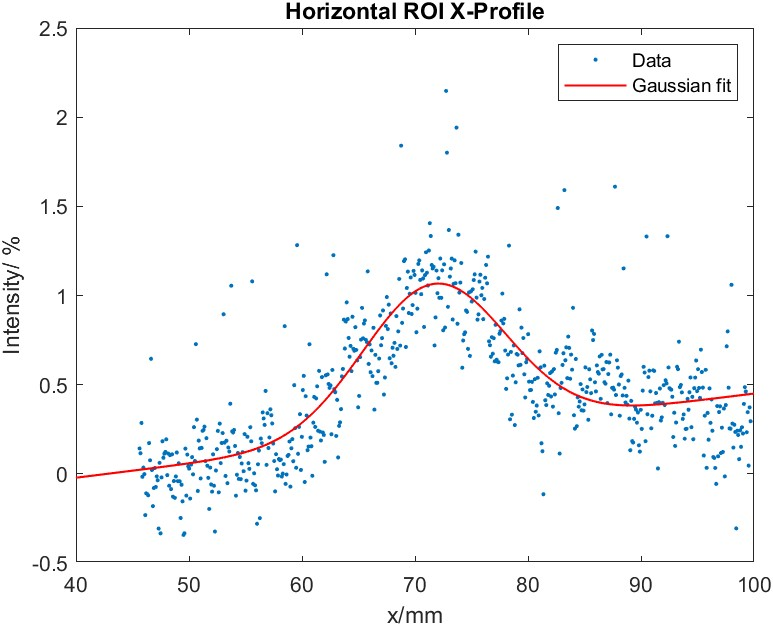 Horizontal ROI X-Profile
2.5
2
1.5
1
0.5
0
-0.5
Intensity/ %
Data
Gaussian fit
40 50 60 70 80 90 100
x/mm